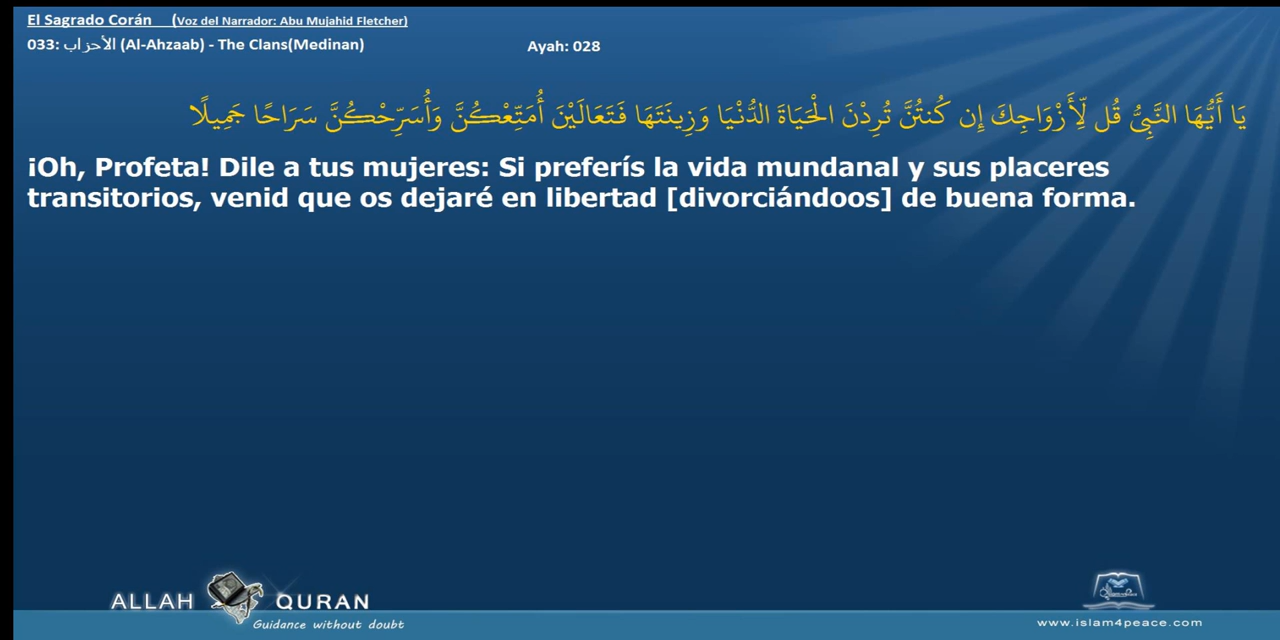 El Sagrado Corán (Voz del Narrador: Abu Mujahid Fletcher)
033: الأحزاب (Al-Ahzaab) - The Clans(Medinan) Ayah: 028
يَا أَيُّهَا النَّبِيُّ قُل لِّأَزْوَاجِكَ إِن كُنتُنَّ تُرِدْنَ الْحَيَاةَ الدُّنْيَا وَزِينَتَهَا فَتَعَالَيْنَ أُمَتِّعْكُنَّ وَأُسَرِّحْكُنَّ سَرَاحًا جَمِيلًا
¡Oh, Profeta! Dile a tus mujeres: Si preferís la vida mundanal y sus placeres
transitorios, venid que os dejaré en libertad [divorciándoos] de buena forma.
ALLAH QURAN
Guidance without doubt
www.islam4peace.com